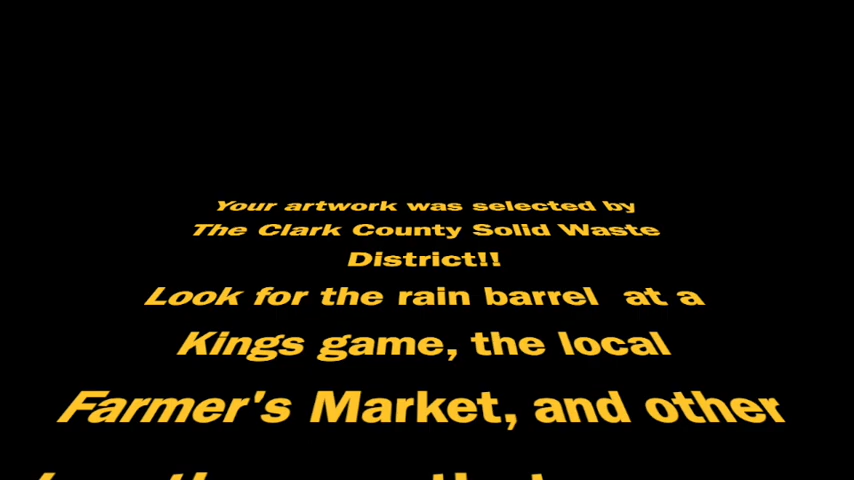 Your artwork was selected by
The Clark County Solid Waste
District!!
Look for the rain barrel at a
Kings game, the local
Farmer's Market, and other